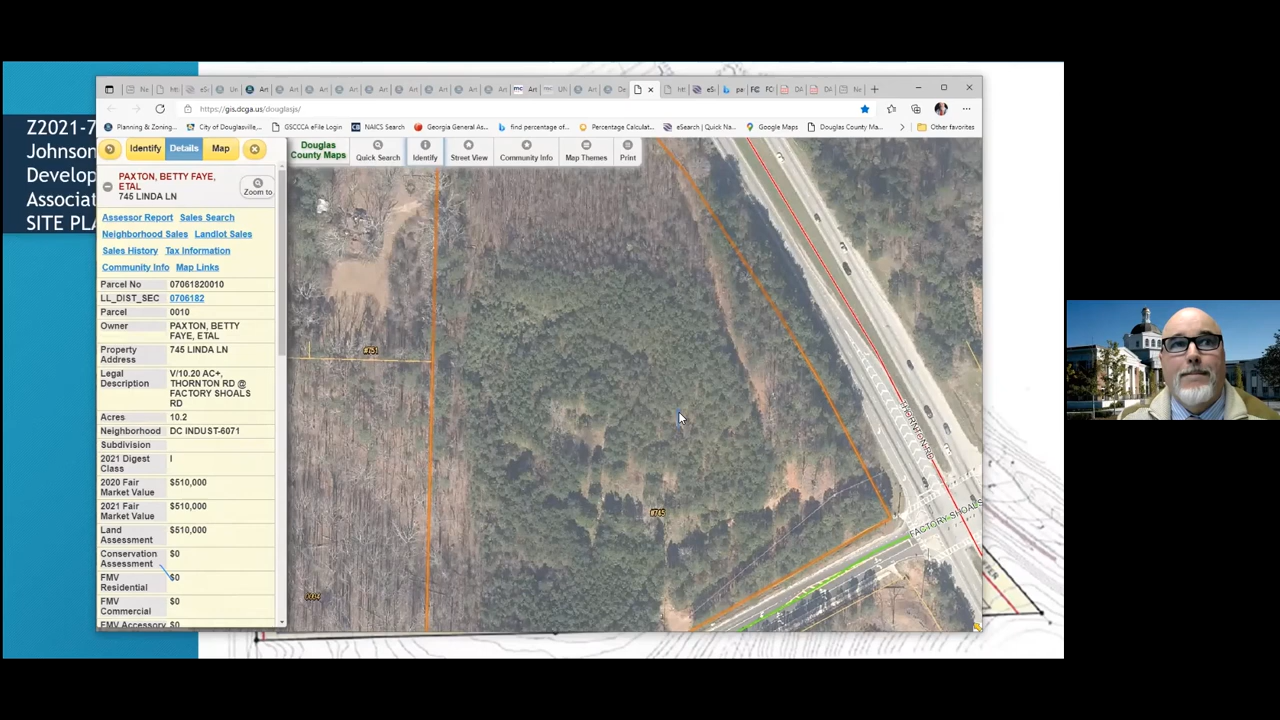 Z2021-7
Johnson
Develop
Associat
SITE PLA
https://gis.dcga.us/douglasjs/
Planning & Zoning...
City of Douglasville,
GSCCCA eFile Login
NAICS Search
Georgia General As...
find percentage of...
Percentage Calculat...
eSearch | Quick Na...
Google Maps
Douglas County Ma...
Other favorites
Identify
Details
Map
Douglas
County Maps
Quick Search
Identify
Street View
Community Info
Map Themes
Print
PAXTON, BETTY FAYE,
ETAL
745 LINDA LN
Zoom to
Assessor Report Sales Search
Neighborhood Sales Landlot Sales
Sales History Tax Information
Community Info Map Links
Parcel No 07061820010
LL_DIST_SEC 0706182
Parcel 0010
Owner PAXTON, BETTY
FAYE, ETAL
Property 745 LINDA LN
Address
Legal V/10.20 AC+,
Description THORNTON RD @
FACTORY SHOALS
RD
Acres 10.2
Neighborhood DC INDUST-6071
Subdivision
2021 Digest I
Class
2020 Fair $510,000
Market Value
2021 Fair $510,000
Market Value
Land $510,000
Assessment
Conservation $0
Assessment
FMV $0
Residential
FMV $0
Commercial
FMV Accessory $0
#751
#745
0004
THORNTON RD
FACTORY SHOALS